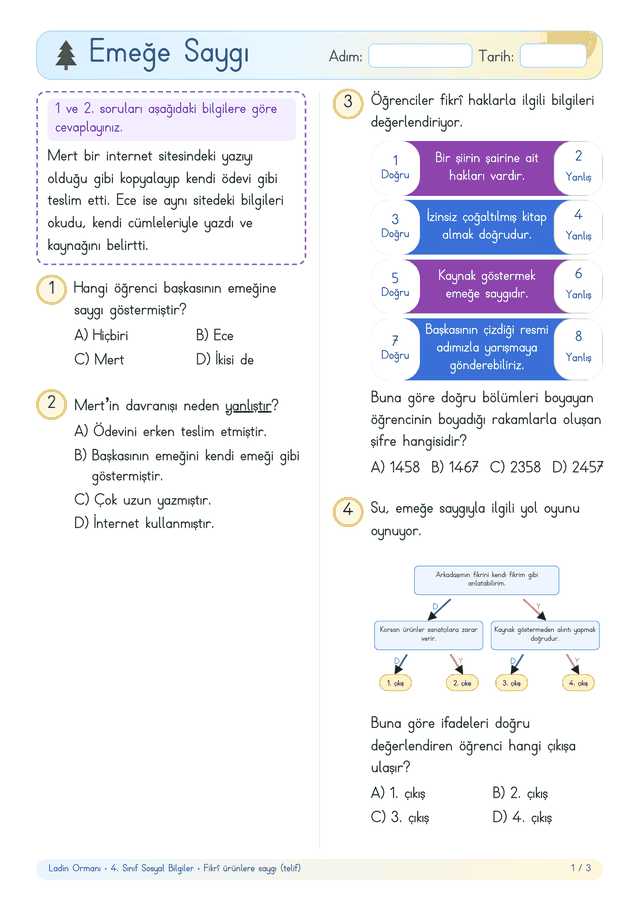 Emeğe Saygı
Adım:
Tarih:
1 ve 2. soruları aşağıdaki bilgilere göre
cevaplayınız.
Mert bir internet sitesindeki yazıyı
olduğu gibi kopyalayıp kendi ödevi gibi
teslim etti. Ece ise aynı sitedeki bilgileri
okudu, kendi cümleleriyle yazdı ve
kaynağını belirtti.
1 Hangi öğrenci başkasının emeğine
saygı göstermiştir?
A) Hiçbiri B) Ece
C) Mert D) İkisi de
2 Mert'in davranışı neden yanlıştır?
A) Ödevini erken teslim etmiştir.
B) Başkasının emeğini kendi emeği gibi
göstermiştir.
C) Çok uzun yazmıştır.
D) İnternet kullanmıştır.
3 Öğrenciler fikrî haklarla ilgili bilgileri
değerlendiriyor.
1 Doğru
Bir şiirin şairine ait
hakları vardır.
2 Yanlış
3 Doğru
İzinsiz çoğaltılmış kitap
almak doğrudur.
4 Yanlış
5 Doğru
Kaynak göstermek
emeğe saygıdır.
6 Yanlış
7 Doğru
Başkasının çizdiği resmi
adımızla yarışmaya
gönderebiliriz.
8 Yanlış
Buna göre doğru bölümleri boyayan
öğrencinin boyadığı rakamlarla oluşan
şifre hangisidir?
A) 1458 B) 1467 C) 2358 D) 2457
4 Su, emeğe saygıyla ilgili yol oyunu
oynuyor.
Arkadaşımın fikrini kendi fikrim gibi
anlatabilirim.
D Y
Korsan ürünler sanatçılara zarar
verir.
Kaynak göstermeden alıntı yapmak
doğrudur.
D Y D Y
1. çıkış 2. çıkış 3. çıkış 4. çıkış
Buna göre ifadeleri doğru
değerlendiren öğrenci hangi çıkışa
ulaşır?
A) 1. çıkış B) 2. çıkış
C) 3. çıkış D) 4. çıkış
Ladin Ormanı • 4. Sınıf Sosyal Bilgiler • Fikrî ürünlere saygı (telif)
1 / 3